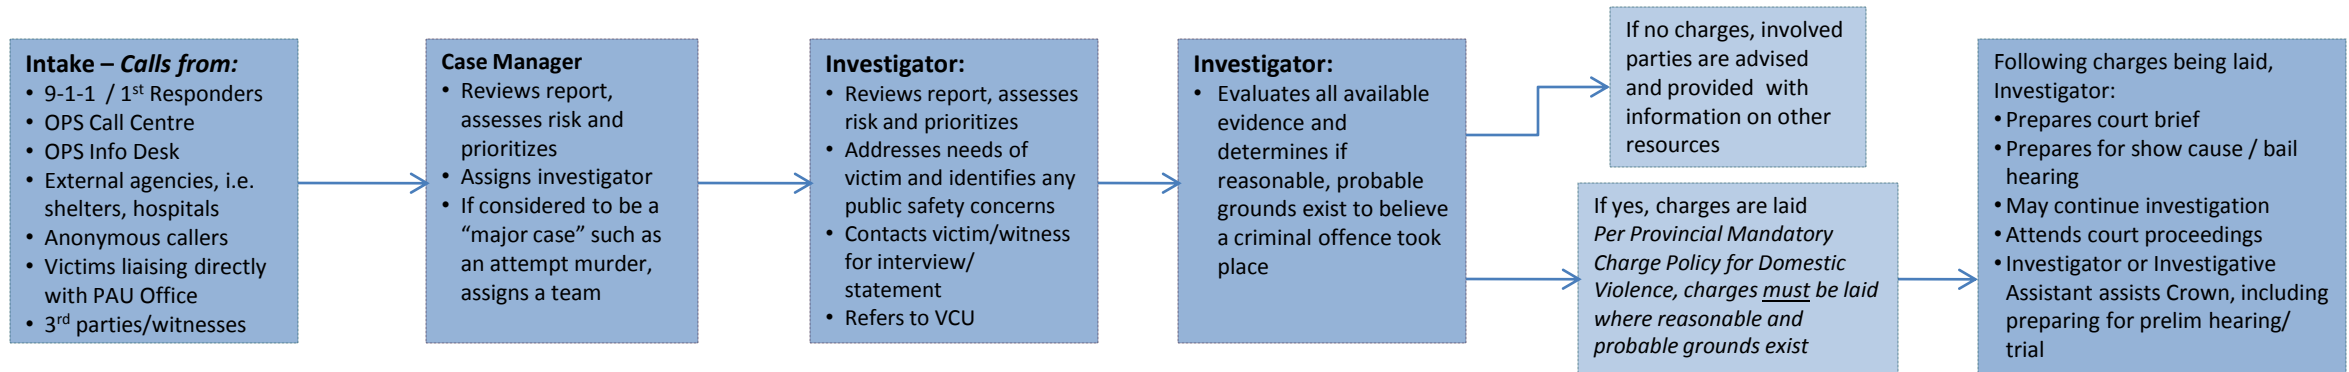 Intake – Calls from:
• 9-1-1 / 1st Responders
• OPS Call Centre
• OPS Info Desk
• External agencies, i.e.
shelters, hospitals
• Anonymous callers
• Victims liaising directly
with PAU Office
• 3rd parties/witnesses
Case Manager
• Reviews report,
assesses risk and
prioritizes
• Assigns investigator
• If considered to be a
“major case” such as
an attempt murder,
assigns a team
Investigator:
• Reviews report, assesses
risk and prioritizes
• Addresses needs of
victim and identifies any
public safety concerns
• Contacts victim/witness
for interview/
statement
• Refers to VCU
Investigator:
• Evaluates all available
evidence and
determines if
reasonable, probable
grounds exist to believe
a criminal offence took
place
If no charges, involved
parties are advised
and provided with
information on other
resources
If yes, charges are laid
Per Provincial Mandatory
Charge Policy for Domestic
Violence, charges must be laid
where reasonable and
probable grounds exist
Following charges being laid,
Investigator:
• Prepares court brief
• Prepares for show cause / bail
hearing
• May continue investigation
• Attends court proceedings
• Investigator or Investigative
Assistant assists Crown, including
preparing for prelim hearing/
trial